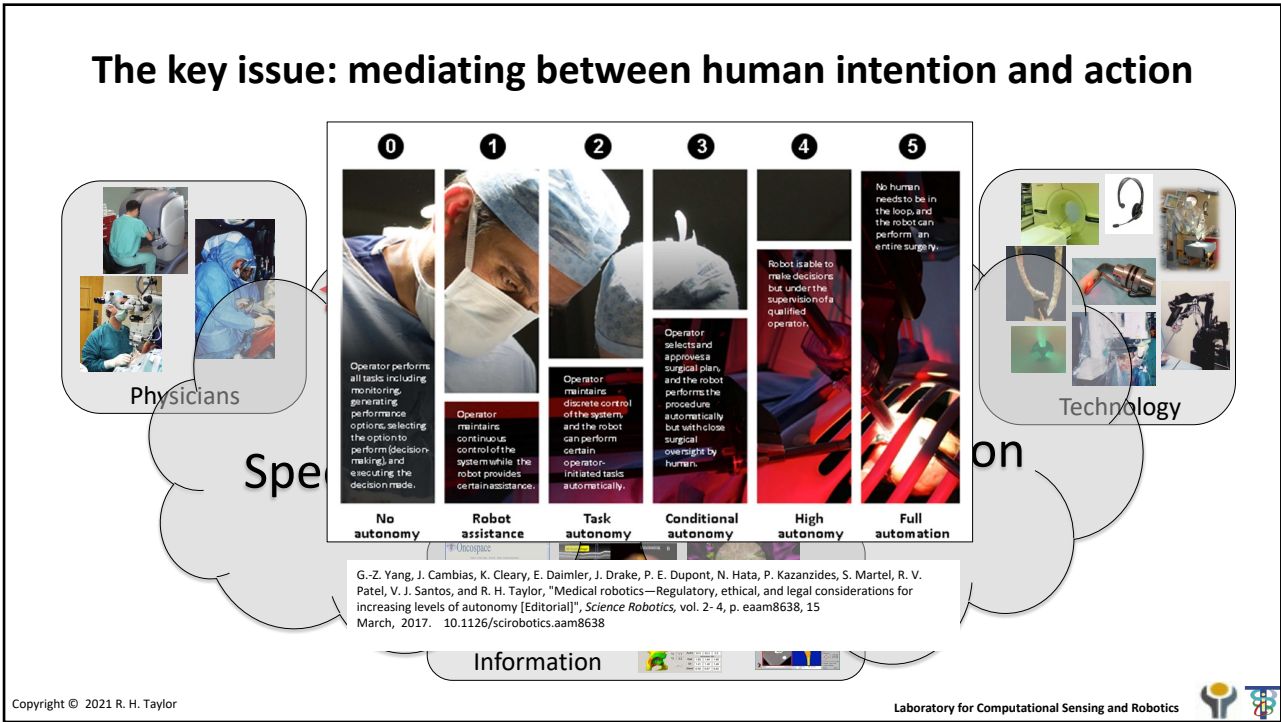 The key issue: mediating between human intention and action
0
1
2
3
4
5
Operator performs
all tasks including
monitoring,
generating
performance
options, selecting
the option to
perform (decision-
making), and
executing the
decision made.
Operator
maintains
continuous
control of the
system while the
robot provides
certain assistance.
Operator
maintains
discrete control
of the system,
and the robot
can perform
certain
operator-
initiated tasks
automatically.
Operator
selects and
approves a
surgical plan,
and the robot
performs the
procedure
automatically
but with close
surgical
oversight by
human.
Robot is able to
make decisions
but under the
supervision of a
qualified
operator.
No human
needs to be in
the loop, and
the robot can
perform an
entire surgery.
No
autonomy
Robot
assistance
Task
autonomy
Conditional
autonomy
High
autonomy
Full
automation
Physicians
Technology
Spe
on
Oncospace
G.-Z. Yang, J. Cambias, K. Cleary, E. Daimler, J. Drake, P. E. Dupont, N. Hata, P. Kazanzides, S. Martel, R. V.
Patel, V. J. Santos, and R. H. Taylor, "Medical robotics—Regulatory, ethical, and legal considerations for
increasing levels of autonomy [Editorial]", Science Robotics, vol. 2- 4, p. eaam8638, 15
March, 2017. 10.1126/scirobotics.aam8638
Information
Copyright © 2021 R. H. Taylor
Laboratory for Computational Sensing and Robotics